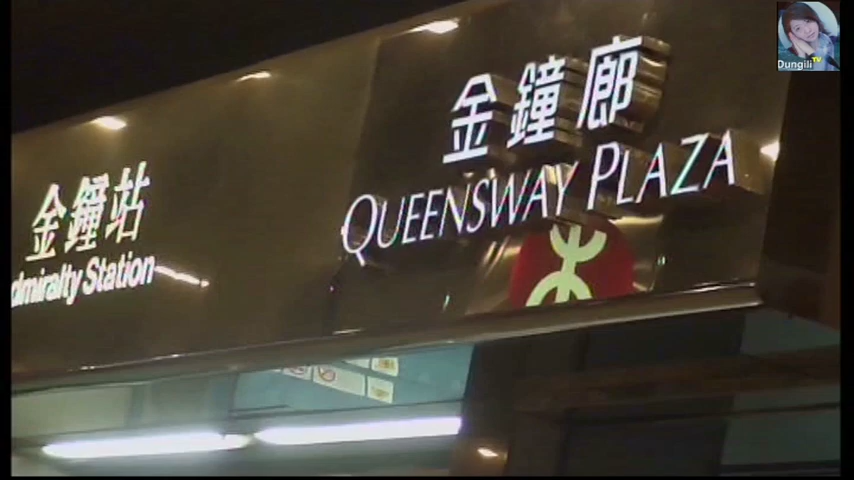 金鐘站
dmiralty Station
金鐘廊
QUEENSWAY PLAZA
Dungili TV